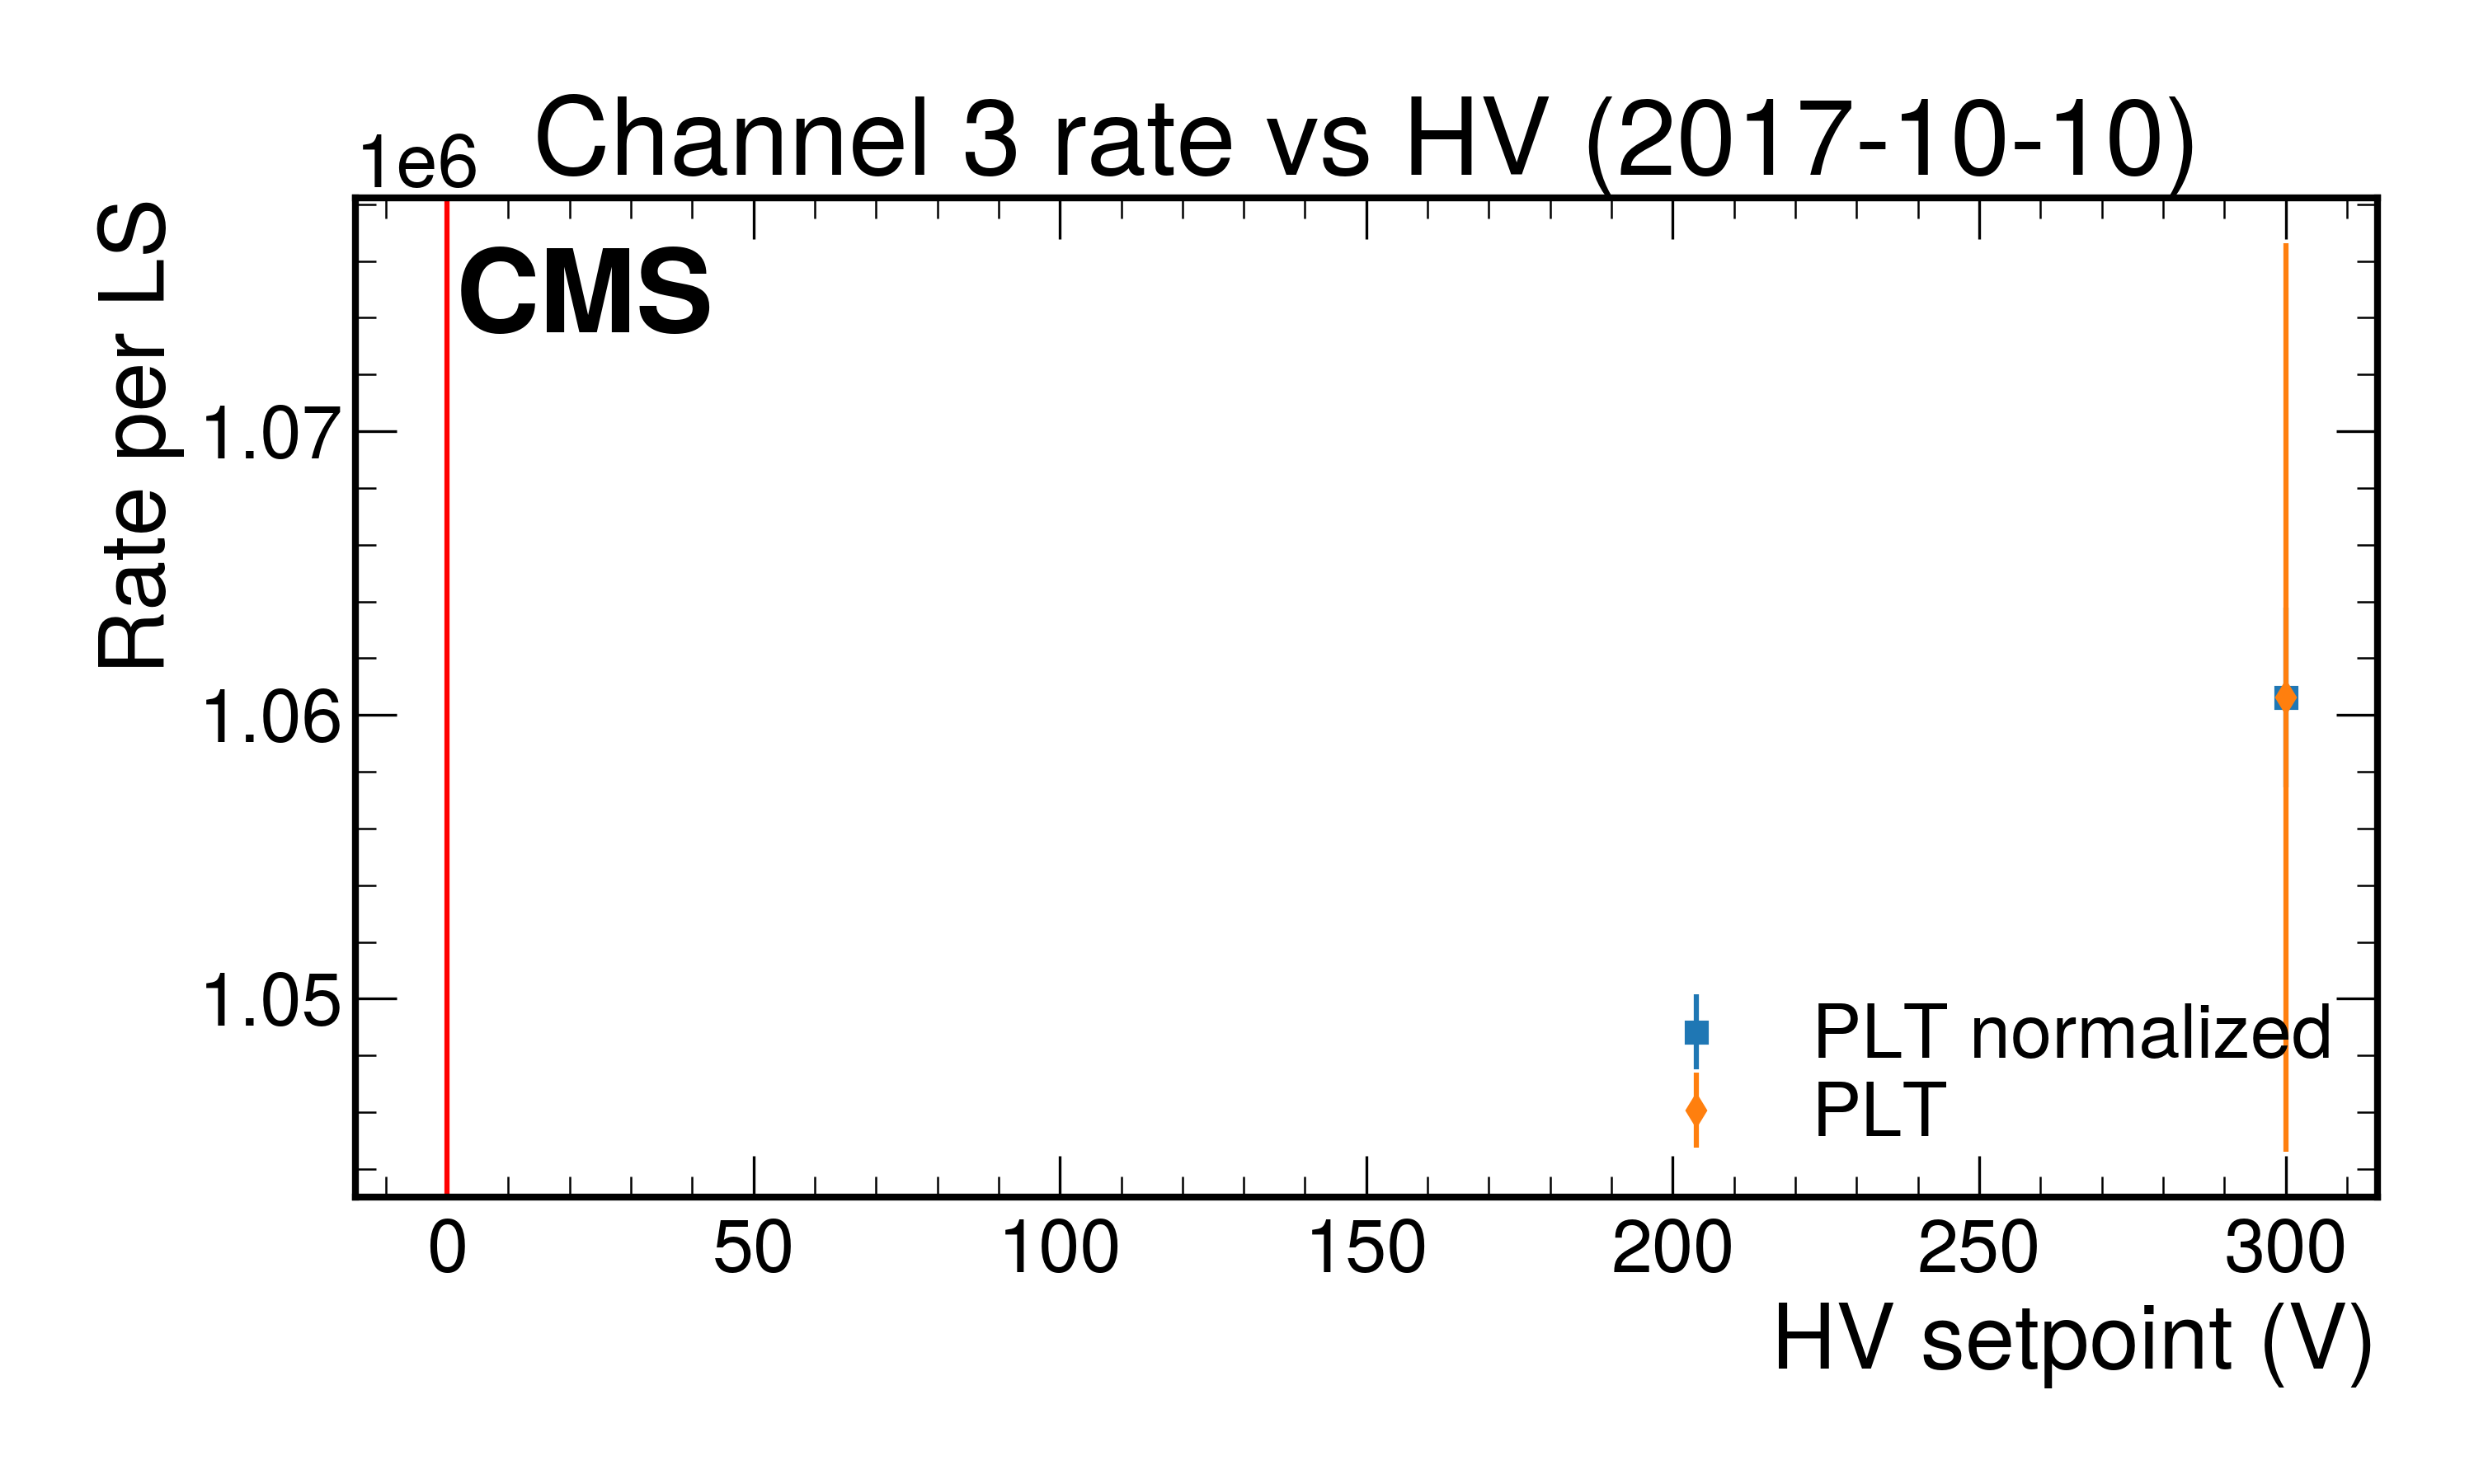 Channel 3 rate vs HV (2017-10-10)
1e6
CMS
Rate per LS
1.07
1.06
1.05
PLT normalized
PLT
0 50 100 150 200 250 300
HV setpoint (V)